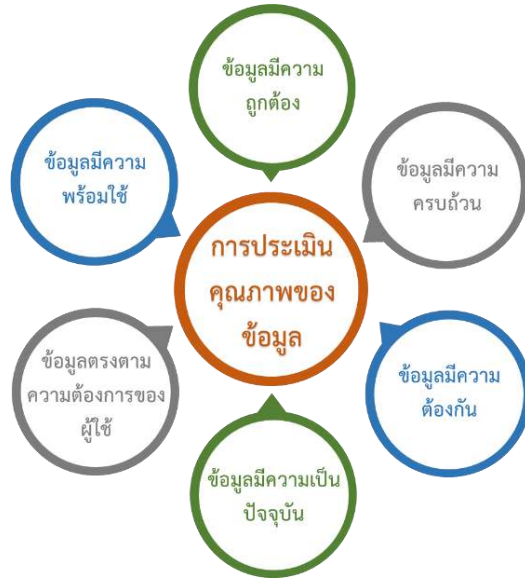 ข้อมูลมีความ
ถูกต้อง
ข้อมูลมีความ
ครบถ้วน
ข้อมูลมีความ
ต้องกัน
ข้อมูลมีความเป็น
ปัจจุบัน
ข้อมูลตรงตาม
ความต้องการของ
ผู้ใช้
ข้อมูลมีความ
พร้อมใช้
การประเมิน
คุณภาพของ
ข้อมูล